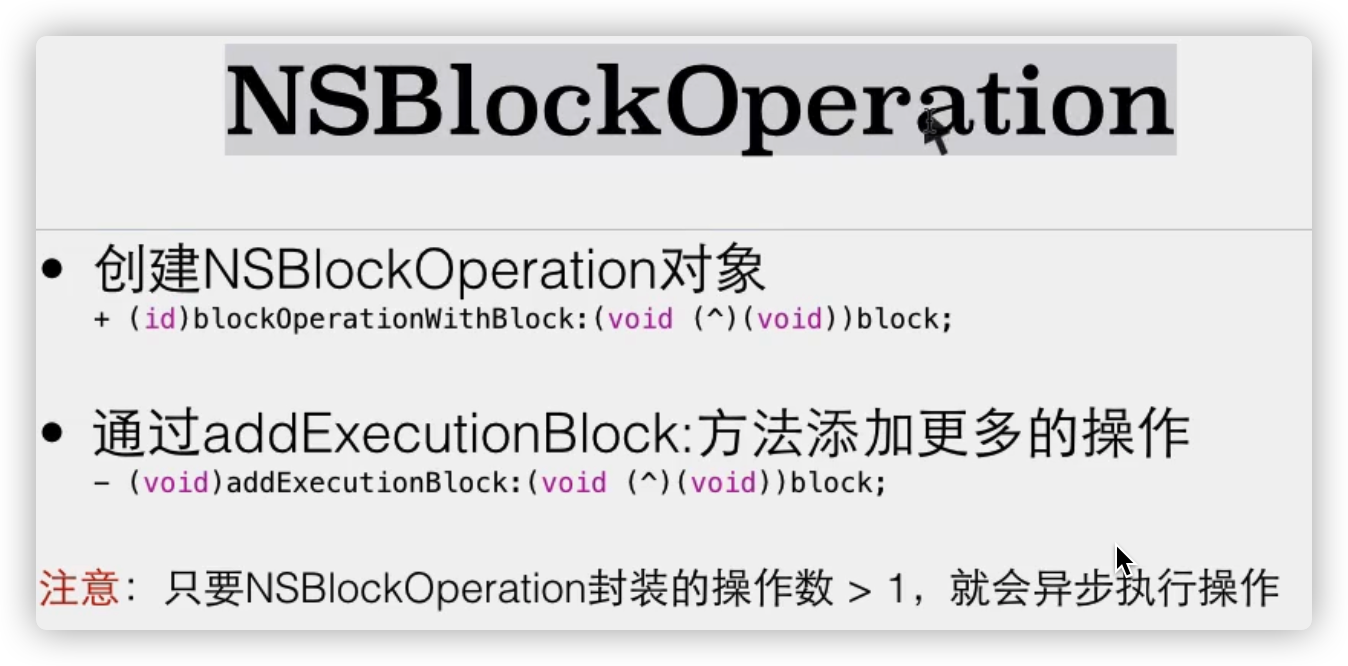 NSBlockOperation
● 创建NSBlockOperation对象
+ (id)blockOperationWithBlock:(void (^)(void))block;
● 通过addExecutionBlock:方法添加更多的操作
– (void)addExecutionBlock:(void (^)(void))block;
注意：只要NSBlockOperation封装的操作数 > 1，就会异步执行操作